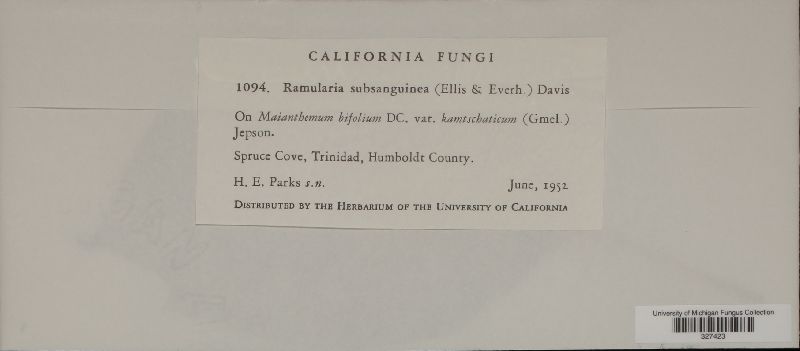 CALIFORNIA FUNGI
1094. Ramularia subsanguinea (Ellis & Everh.) Davis
On Maianthemum bifolium DC. var. kamtschaticum (Gmel.)
Jepson.
Spruce Cove, Trinidad, Humboldt County.
H. E. Parks s.n. June, 1952
DISTRIBUTED BY THE HERBARIUM OF THE UNIVERSITY OF CALIFORNIA
University of Michigan Fungus Collection
327423